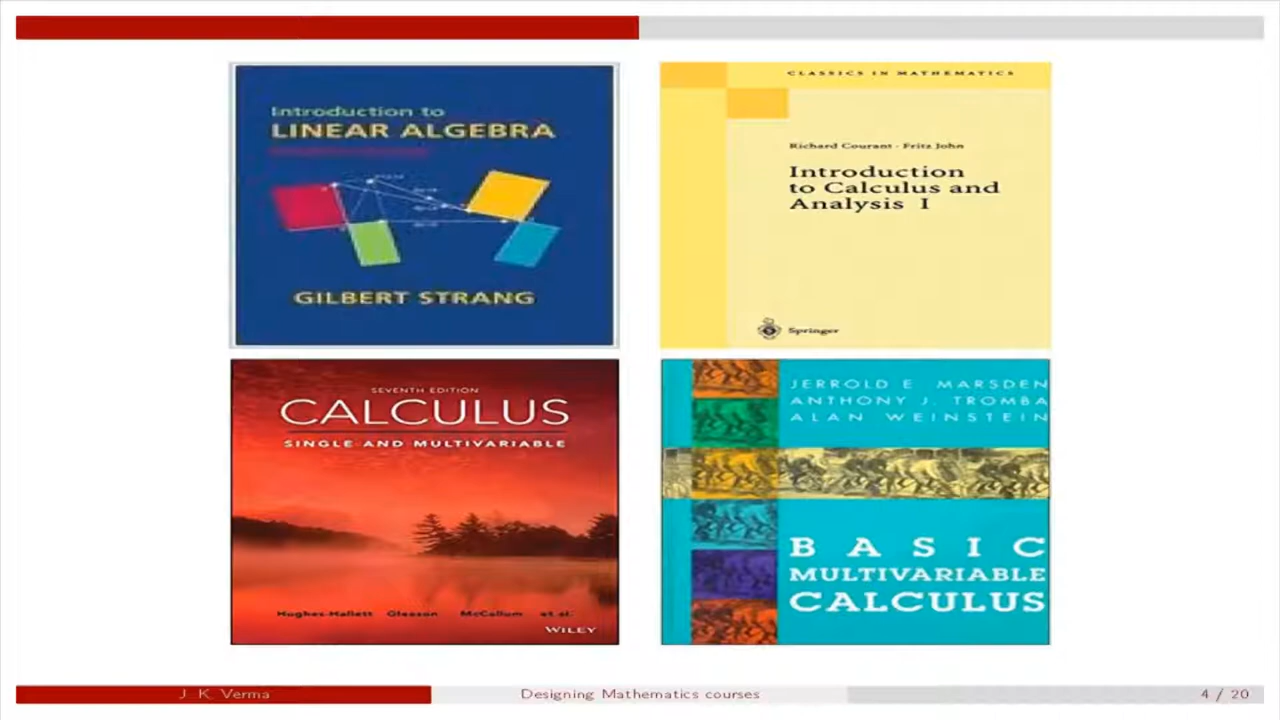 Introduction to
LINEAR ALGEBRA
GILBERT STRANG
CLASSICS IN MATHEMATICS
Richard Courant · Fritz John
Introduction
to Calculus and
Analysis I
Springer
SEVENTH EDITION
CALCULUS
SINGLE AND MULTIVARIABLE
Hughes-Hallett Gleason McCallum et al.
WILEY
JERROLD E. MARSDEN
ANTHONY J. TROMBA
ALAN WEINSTEIN
BASIC
MULTIVARIABLE
CALCULUS
J. K. Verma
Designing Mathematics courses
4 / 20